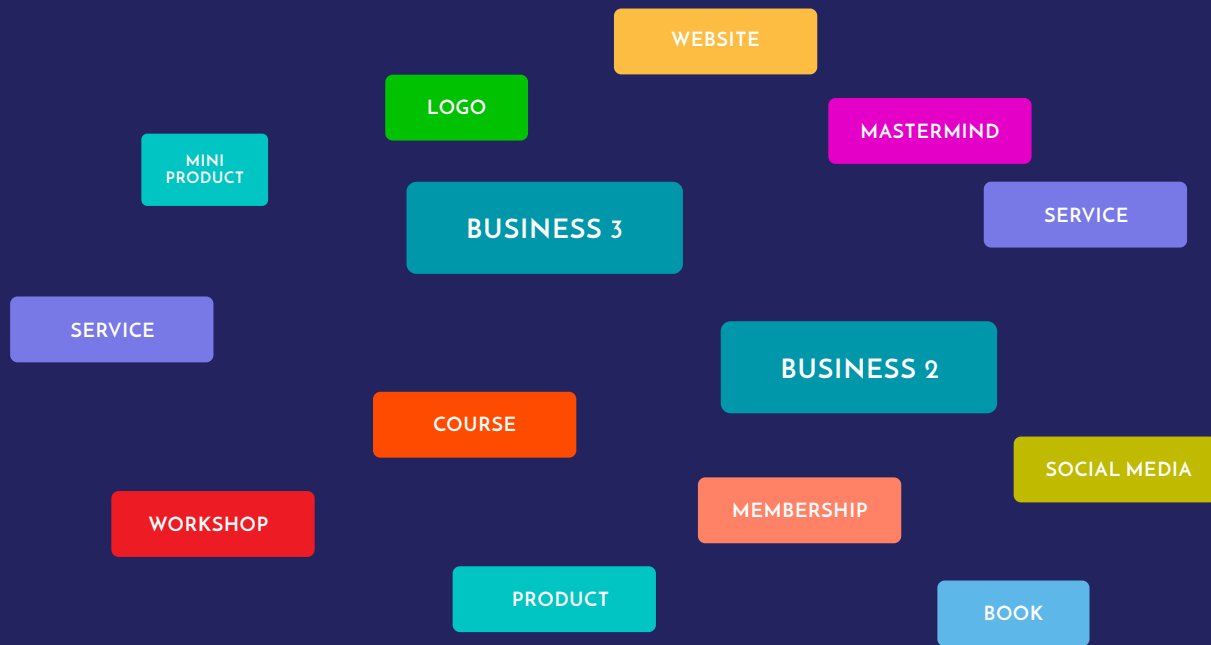 WEBSITE
LOGO
MASTERMIND
MINI
PRODUCT
SERVICE
BUSINESS 3
SERVICE
BUSINESS 2
COURSE
SOCIAL MEDIA
MEMBERSHIP
WORKSHOP
PRODUCT
BOOK